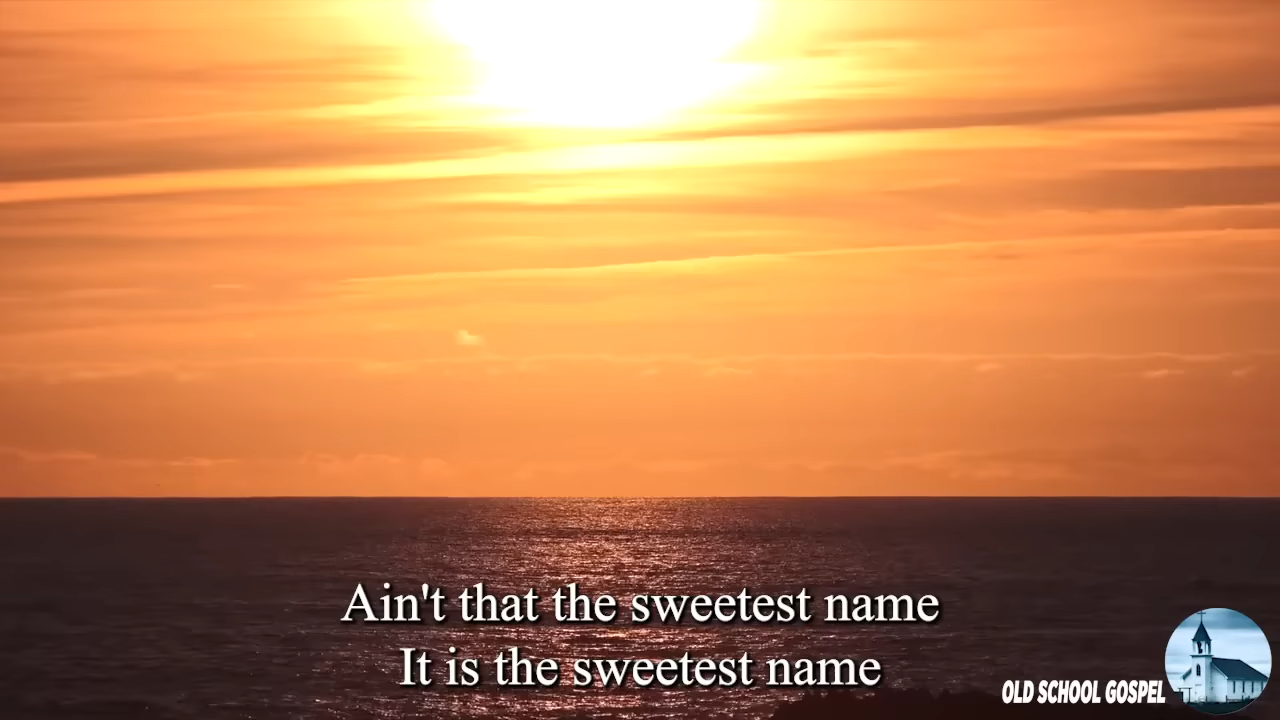 Ain't that the sweetest name
It is the sweetest name
OLD SCHOOL GOSPEL